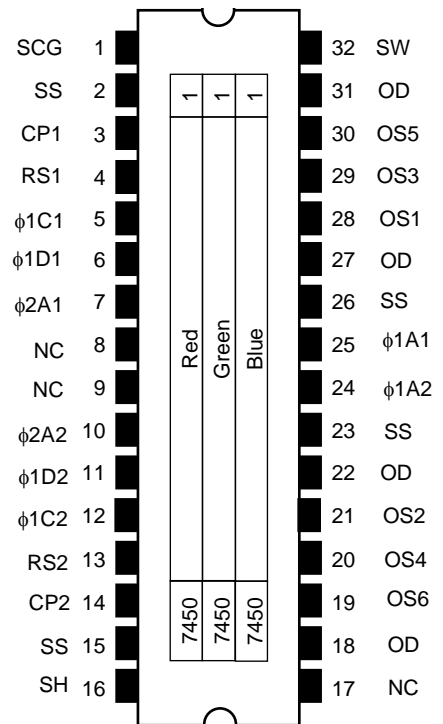 SCG 1 32 SW
SS 2 1 1 1 31 OD
CP1 3 30 OS5
RS1 4 29 OS3
ϕ1C1 5 28 OS1
ϕ1D1 6 27 OD
ϕ2A1 7 26 SS
NC 8 Red Green Blue 25 ϕ1A1
NC 9 24 ϕ1A2
ϕ2A2 10 23 SS
ϕ1D2 11 22 OD
ϕ1C2 12 21 OS2
RS2 13 20 OS4
CP2 14 7450 7450 7450 19 OS6
SS 15 18 OD
SH 16 17 NC